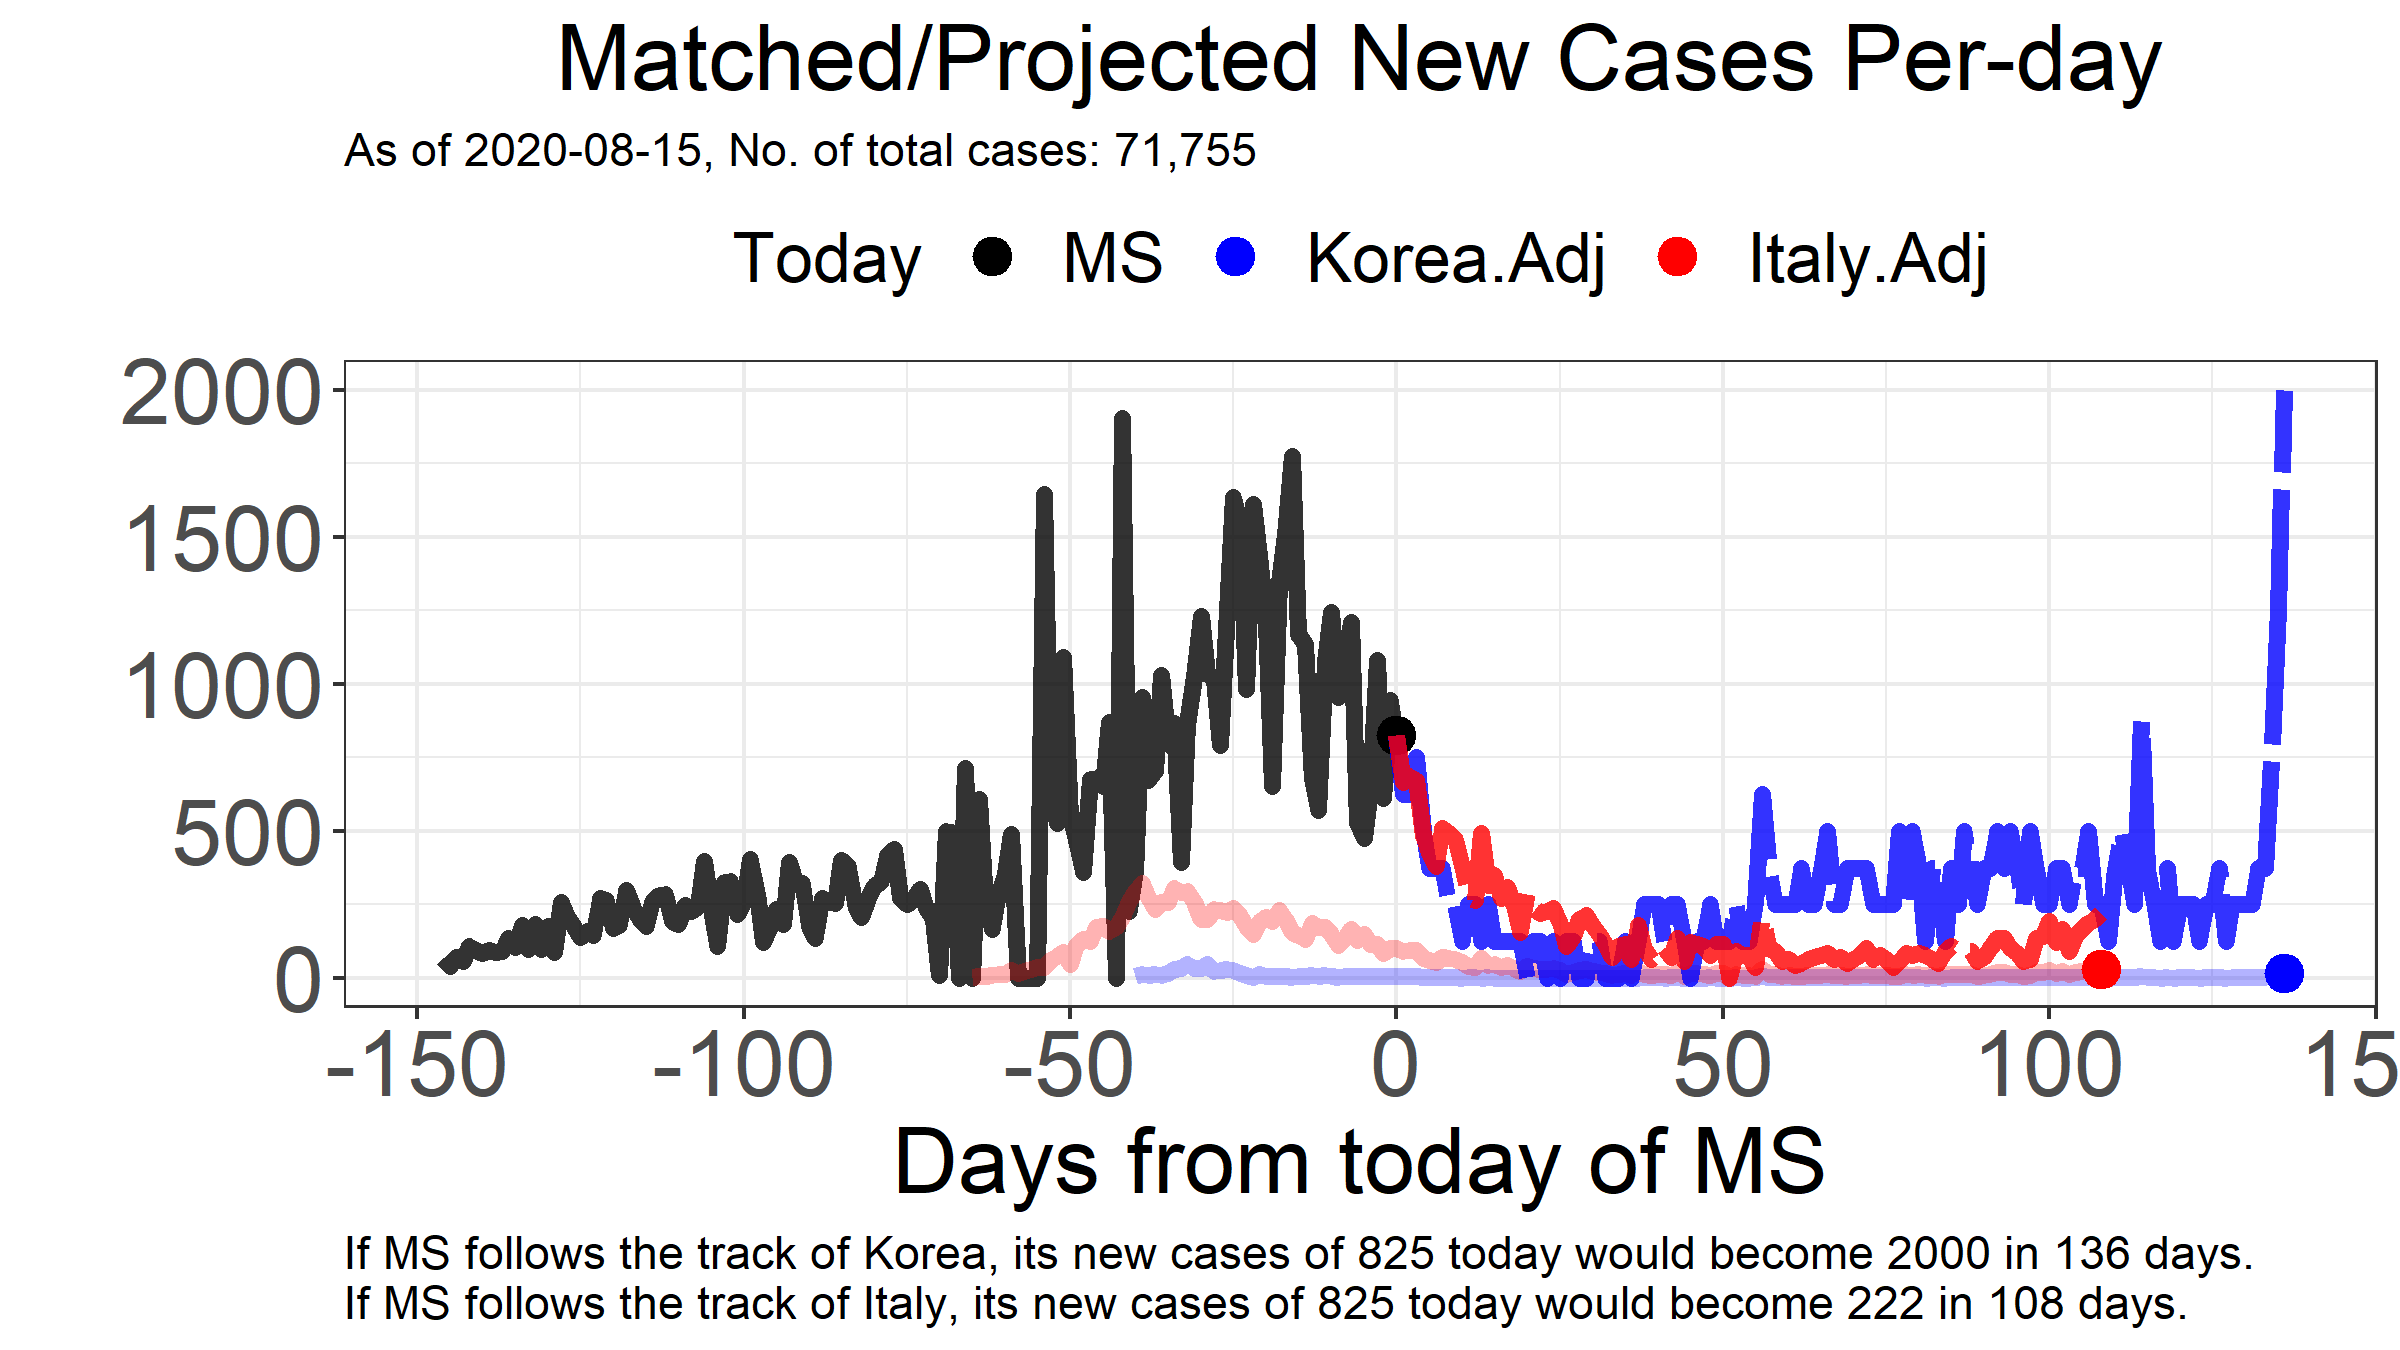 Matched/Projected New Cases Per-day
As of 2020-08-15, No. of total cases: 71,755
Today MS Korea.Adj Italy.Adj
2000
1500
1000
500
0
-150 -100 -50 0 50 100 15
Days from today of MS
If MS follows the track of Korea, its new cases of 825 today would become 2000 in 136 days.
If MS follows the track of Italy, its new cases of 825 today would become 222 in 108 days.